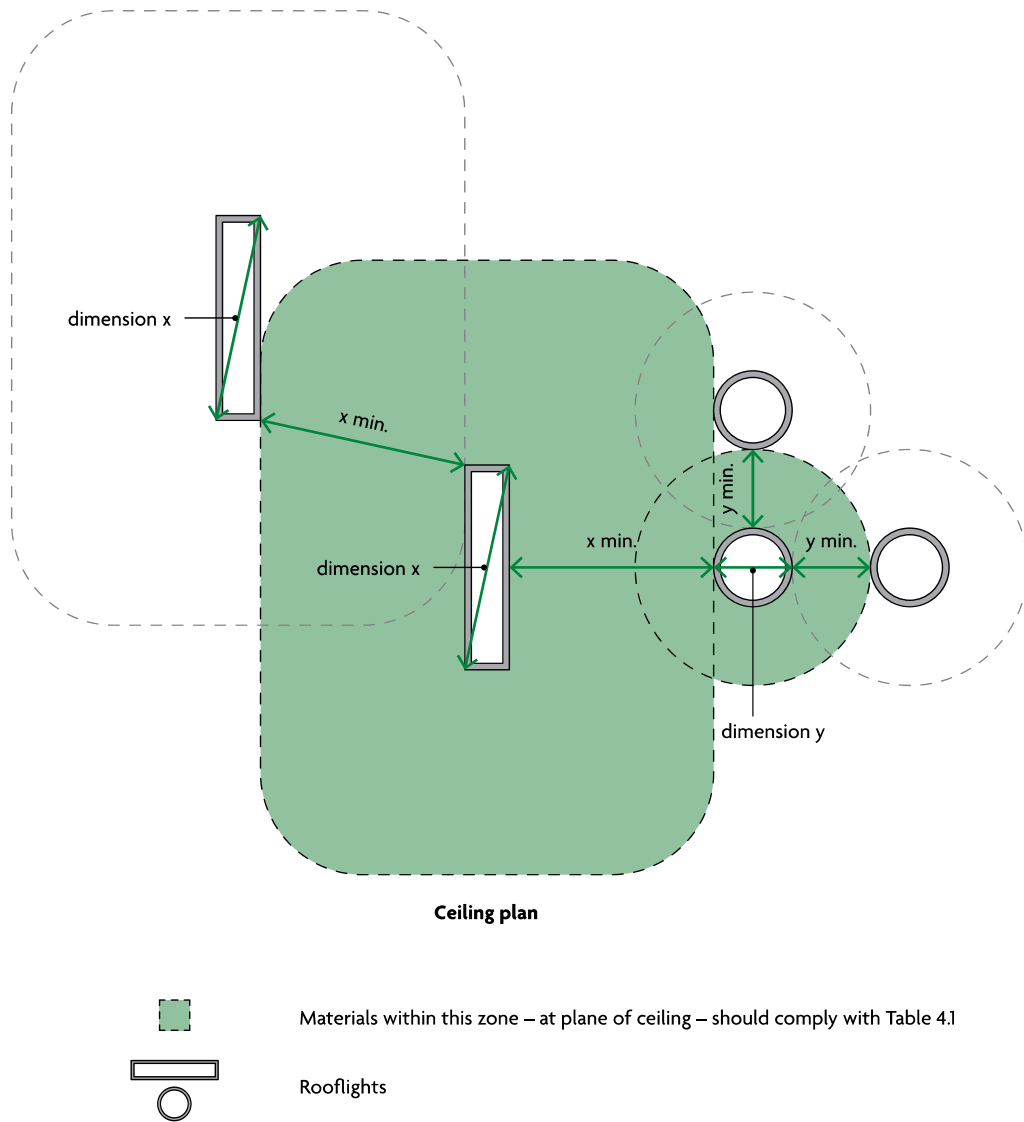 dimension x
x min.
y min.
x min.
y min.
dimension x
dimension y
Ceiling plan
Materials within this zone – at plane of ceiling – should comply with Table 4.1
Rooflights